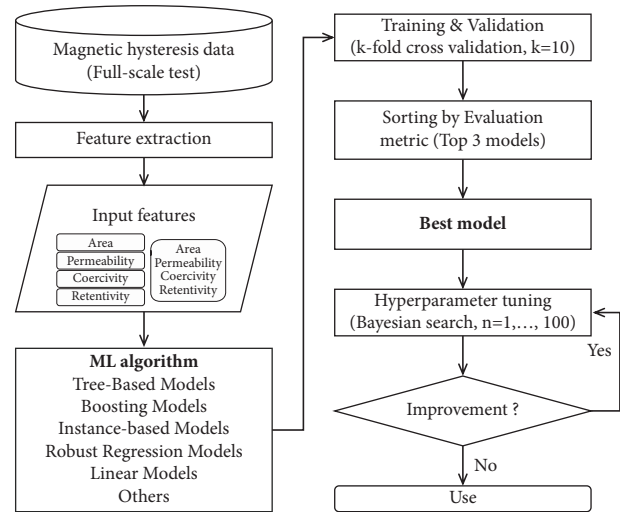 Magnetic hysteresis data
(Full-scale test)
Feature extraction
Input features
Area
Permeability
Coercivity
Retentivity
Area
Permeability
Coercivity
Retentivity
ML algorithm
Tree-Based Models
Boosting Models
Instance-based Models
Robust Regression Models
Linear Models
Others
Training & Validation
(k-fold cross validation, k=10)
Sorting by Evaluation
metric (Top 3 models)
Best model
Hyperparameter tuning
(Bayesian search, n=1,…, 100)
Yes
Improvement ?
No
Use